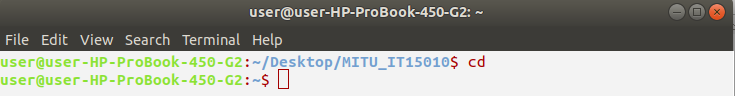 user@user-HP-ProBook-450-G2: ~
File Edit View Search Terminal Help
user@user-HP-ProBook-450-G2:~/Desktop/MITU_IT15010$ cd
user@user-HP-ProBook-450-G2:~$